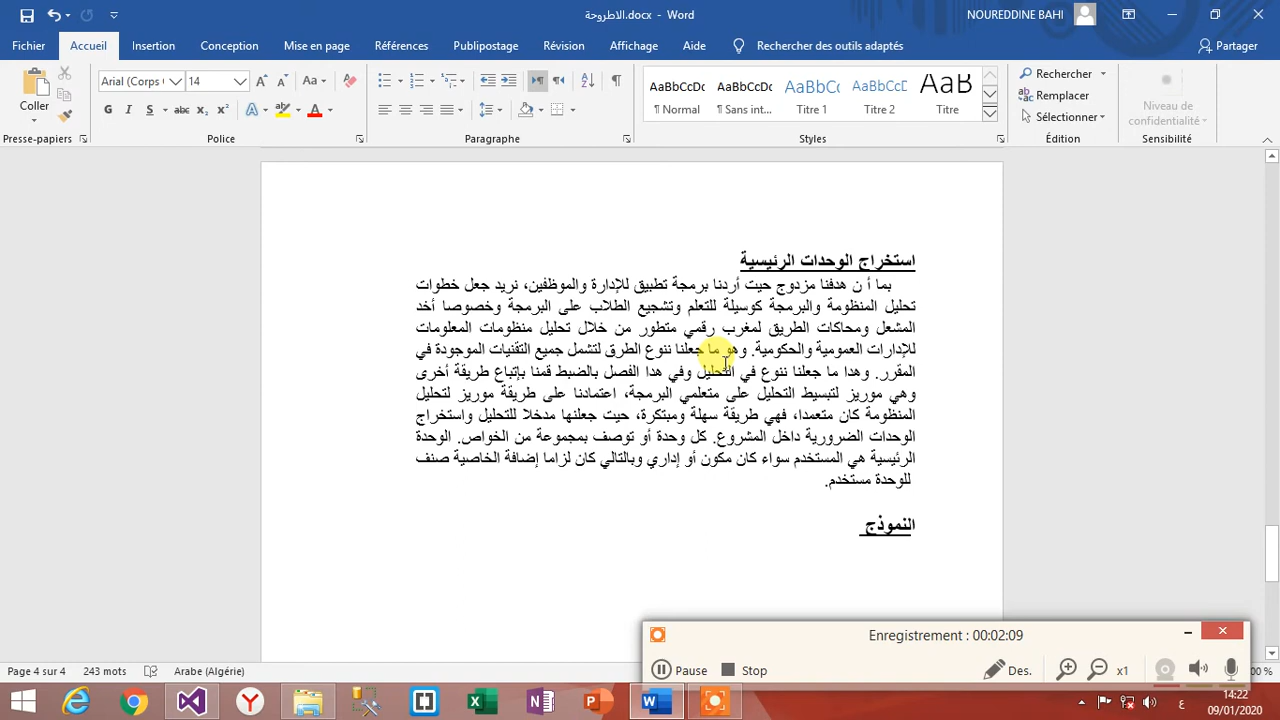 الاطروحة.docx - Word
NOUREDDINE BAHI
Fichier Accueil Insertion Conception Mise en page Références Publipostage Révision Affichage Aide Rechercher des outils adaptés Partager
Coller
Arial (Corps 14
AaBbCcDc AaBbCcDc AaBbCc AaBbCcD AaB
¶ Normal ¶ Sans int... Titre 1 Titre 2 Titre
Rechercher
Remplacer
Sélectionner
Niveau de
confidentialité
Presse-papiers Police Paragraphe Styles Édition Sensibilité
استخراج الوحدات الرئيسية
بما أ ن هدفنا مزدوج حيت أردنا برمجة تطبيق للإدارة والموظفين، نريد جعل خطوات
تحليل المنظومة والبرمجة كوسيلة للتعلم وتشجيع الطلاب على البرمجة وخصوصا أخد
المشعل ومحاكات الطريق لمغرب رقمي متطور من خلال تحليل منظومات المعلومات
للإدارات العمومية والحكومية. وهو ما جعلنا ننوع الطرق لتشمل جميع التقنيات الموجودة في
المقرر. وهدا ما جعلنا ننوع في التحليل وفي هدا الفصل بالضبط قمنا بإتباع طريقة أخرى
وهي موريز لتبسيط التحليل على متعلمي البرمجة، اعتمادنا على طريقة موريز لتحليل
المنظومة كان متعمدا، فهي طريقة سهلة ومبتكرة، حيت جعلنها مدخلا للتحليل واستخراج
الوحدات الضرورية داخل المشروع. كل وحدة أو توصف بمجموعة من الخواص. الوحدة
الرئيسية هي المستخدم سواء كان مكون أو إداري وبالتالي كان لزاما إضافة الخاصية صنف
للوحدة مستخدم.
النموذج
Enregistrement : 00:02:09
Pause Stop Des. x1
Page 4 sur 4 243 mots Arabe (Algérie)
00 %
14:22
09/01/2020